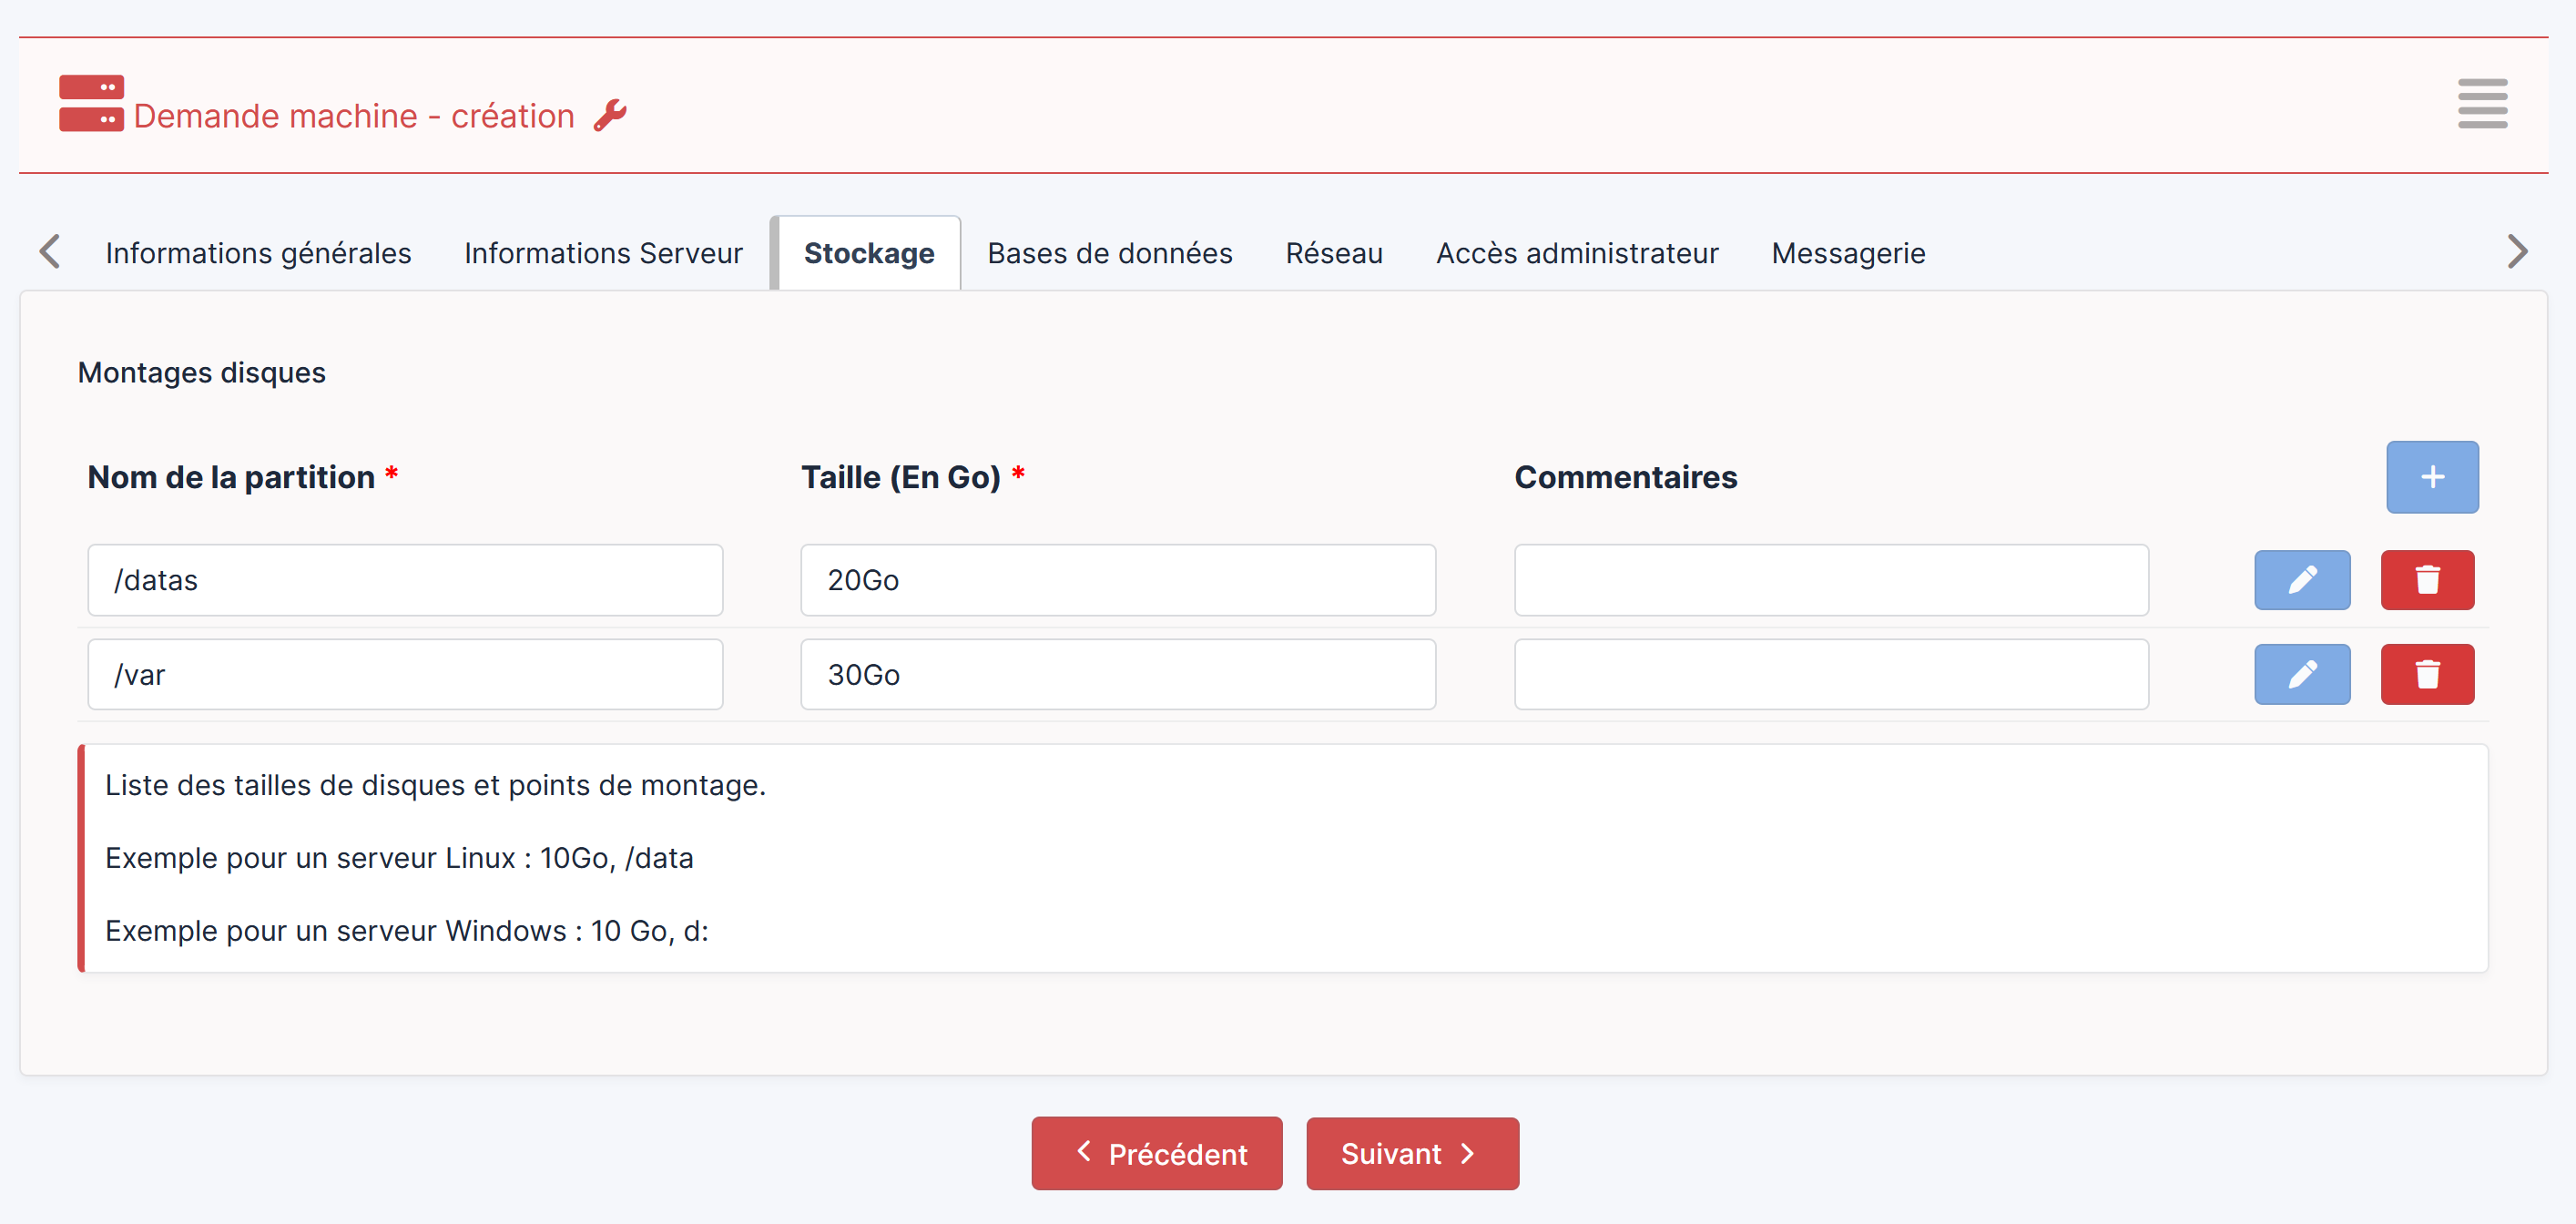 Demande machine - création
Informations générales Informations Serveur Stockage Bases de données Réseau Accès administrateur Messagerie
Montages disques
Nom de la partition * Taille (En Go) * Commentaires +
/datas 20Go
/var 30Go
Liste des tailles de disques et points de montage.
Exemple pour un serveur Linux : 10Go, /data
Exemple pour un serveur Windows : 10 Go, d:
Précédent Suivant